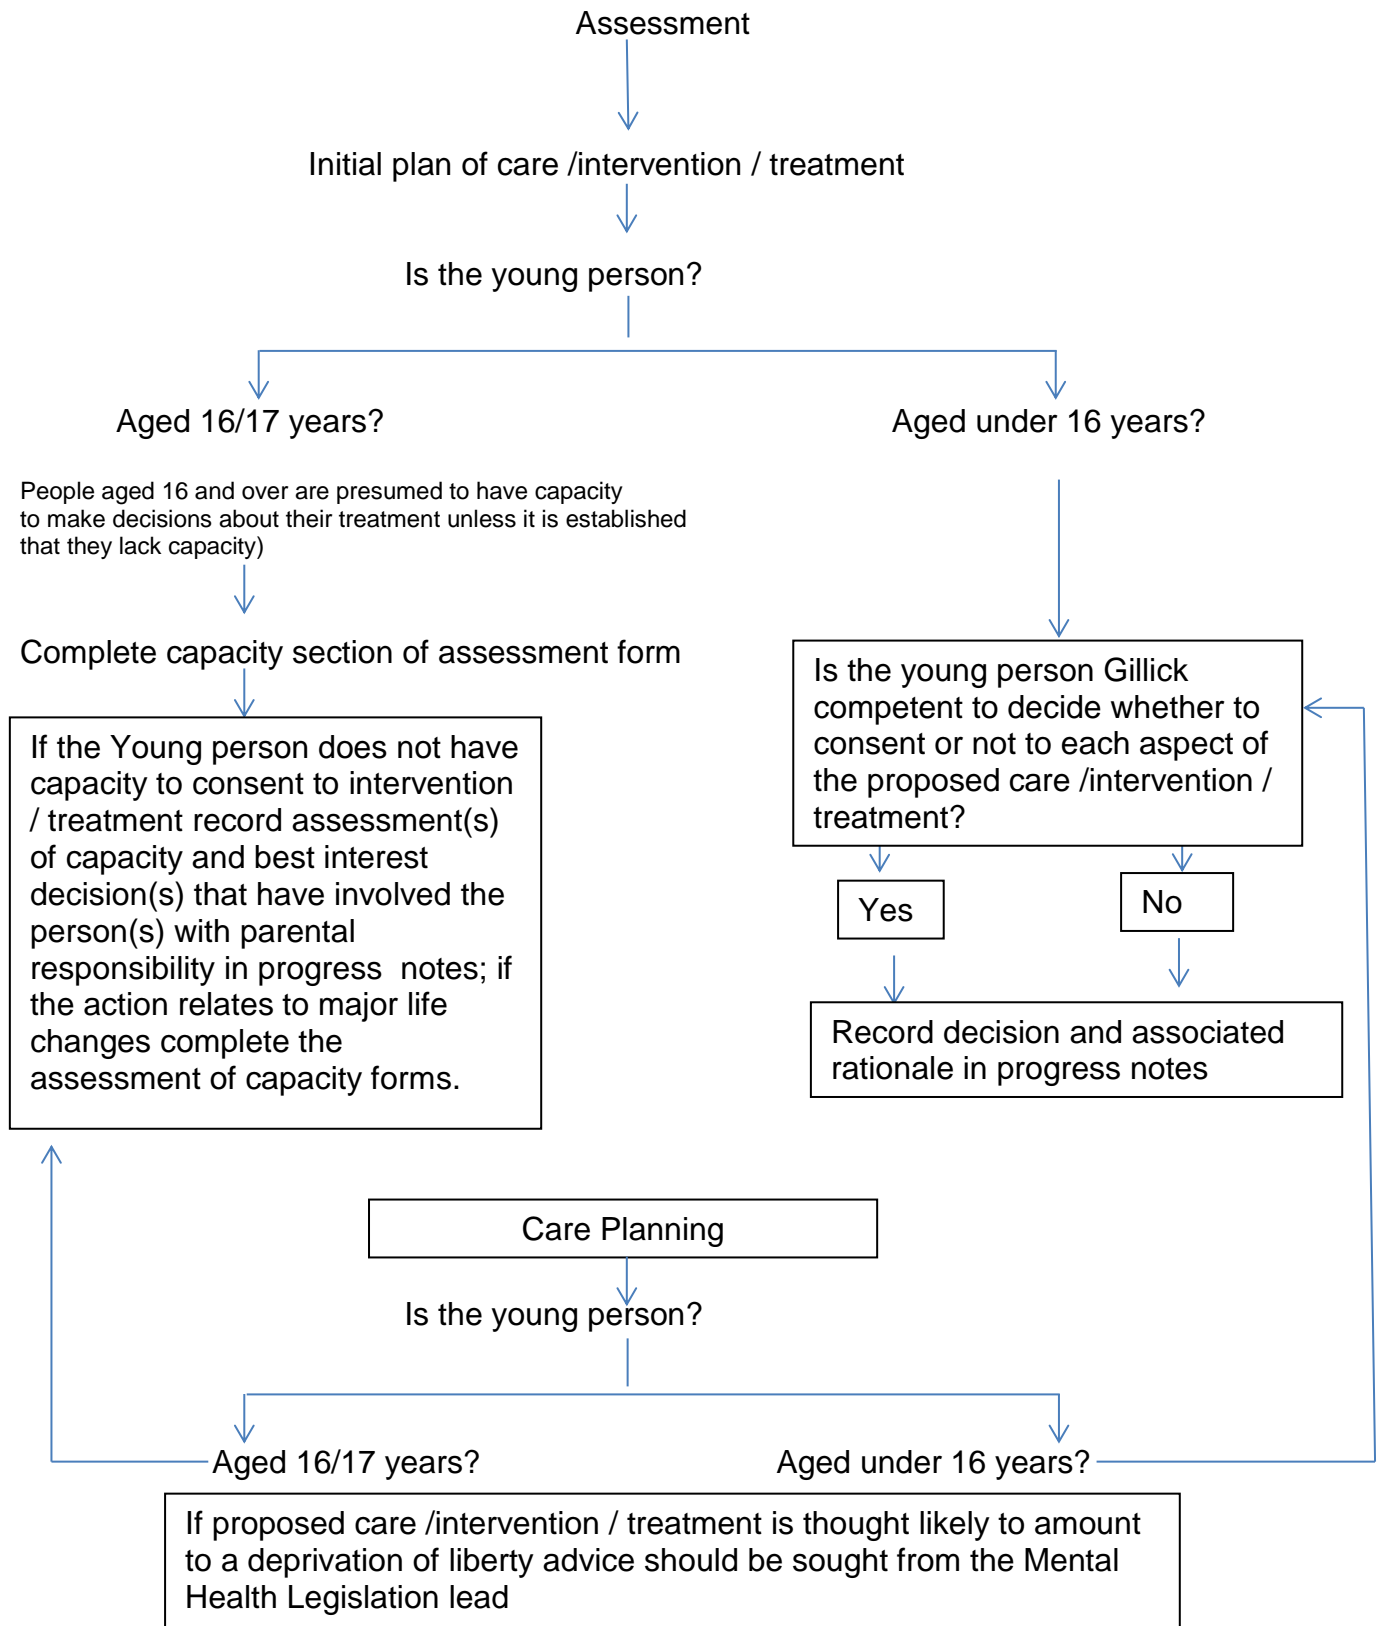 Assessment
Initial plan of care /intervention / treatment
Is the young person?
Aged 16/17 years?
Aged under 16 years?
People aged 16 and over are presumed to have capacity
to make decisions about their treatment unless it is established
that they lack capacity)
Complete capacity section of assessment form
If the Young person does not have
capacity to consent to intervention
/ treatment record assessment(s)
of capacity and best interest
decision(s) that have involved the
person(s) with parental
responsibility in progress  notes; if
the action relates to major life
changes complete the
assessment of capacity forms.
Is the young person Gillick
competent to decide whether to
consent or not to each aspect of
the proposed care /intervention /
treatment?
Yes
No
Record decision and associated
rationale in progress notes
Care Planning
Is the young person?
Aged 16/17 years?
Aged under 16 years?
If proposed care /intervention / treatment is thought likely to amount
to a deprivation of liberty advice should be sought from the Mental
Health Legislation lead